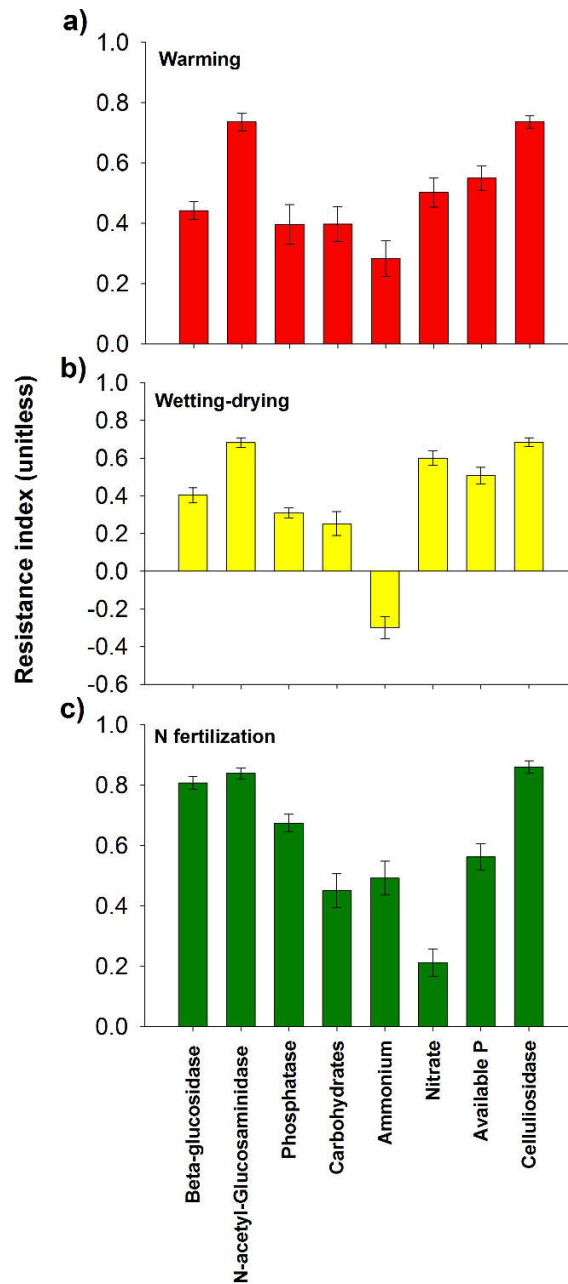 a)
Warming
1.0
0.8
0.6
0.4
0.2
0.0
b)
Wetting-drying
1.0
0.8
0.6
0.4
0.2
0.0
-0.2
-0.4
-0.6
Resistance index (unitless)
c)
N fertilization
1.0
0.8
0.6
0.4
0.2
0.0
Beta-glucosidase
N-acetyl-Glucosaminidase
Phosphatase
Carbohydrates
Ammonium
Nitrate
Available P
Celluliosidase